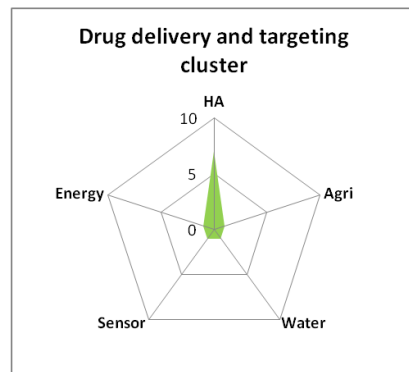 Drug delivery and targeting
cluster
HA
10
5
0
Energy
Agri
Sensor
Water